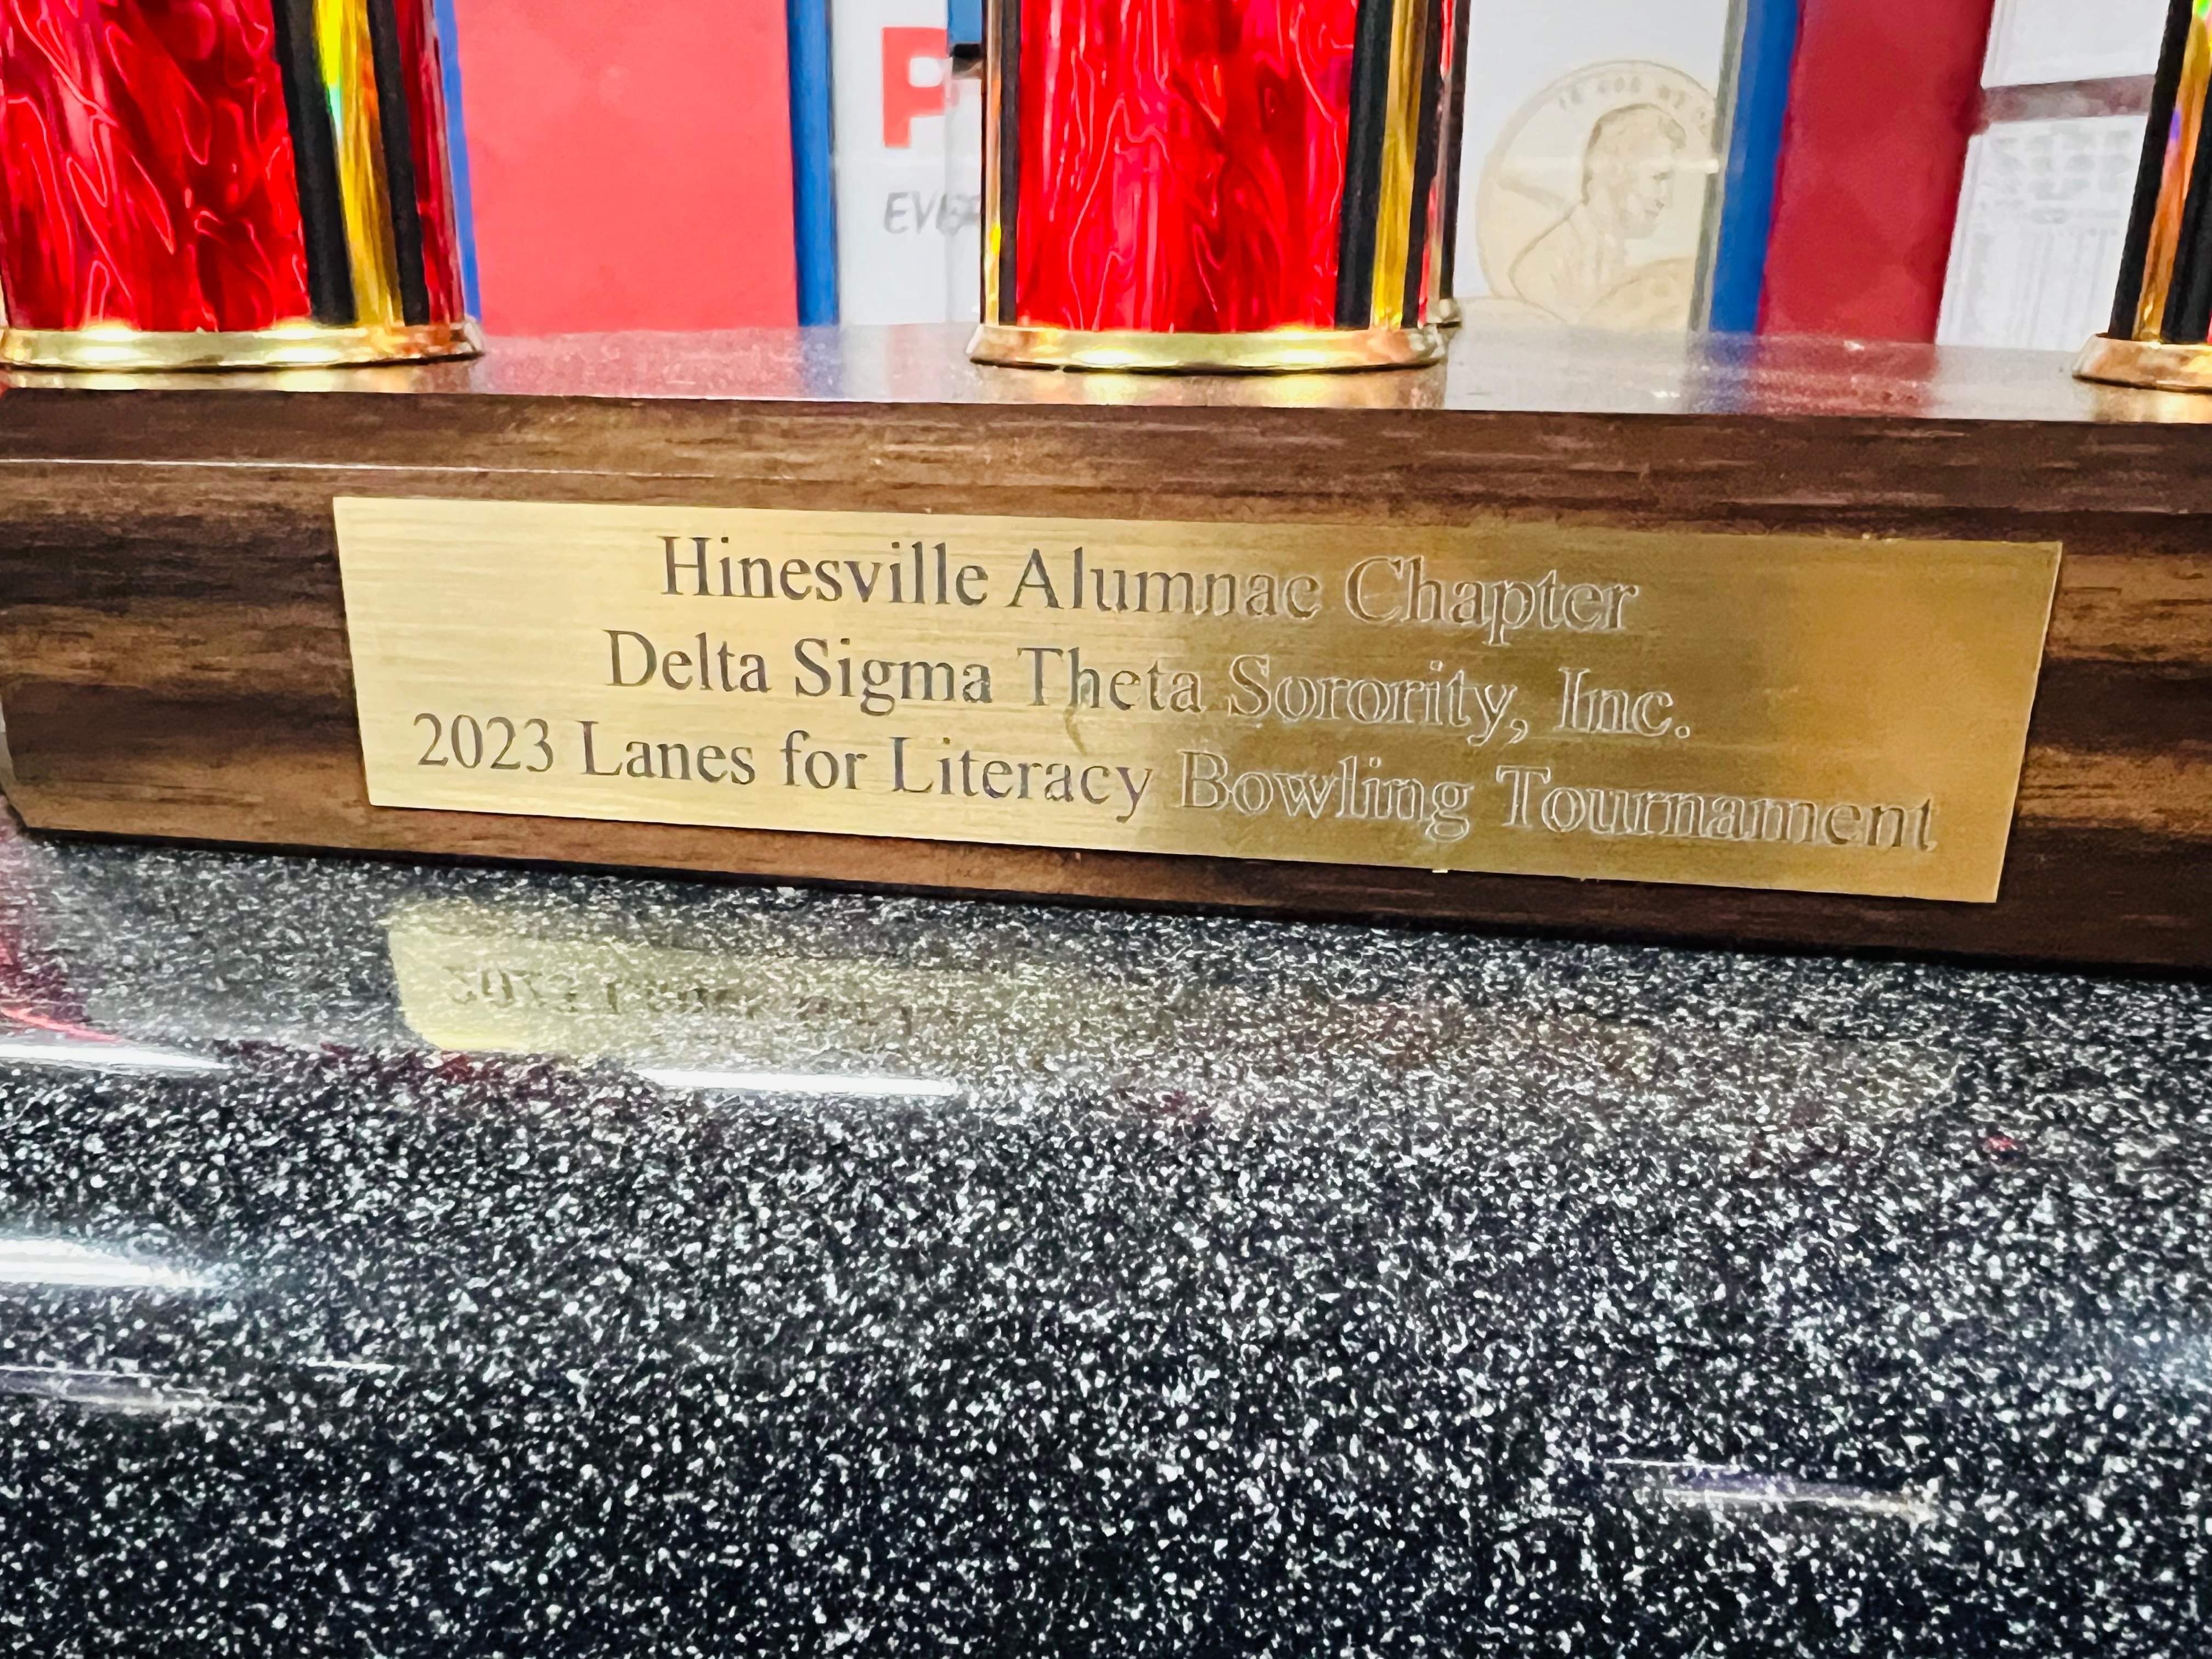 Hinesville Alumnae Chapter
Delta Sigma Theta Sorority, Inc.
2023 Lanes for Literacy Bowling Tournament